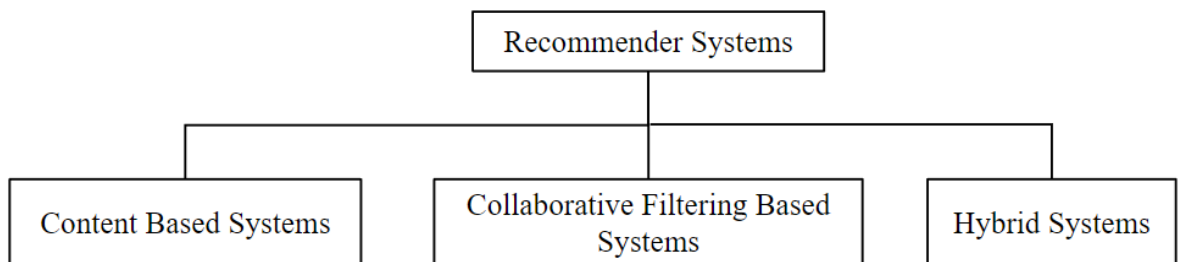 Recommender Systems
Content Based Systems
Collaborative Filtering Based
Systems
Hybrid Systems